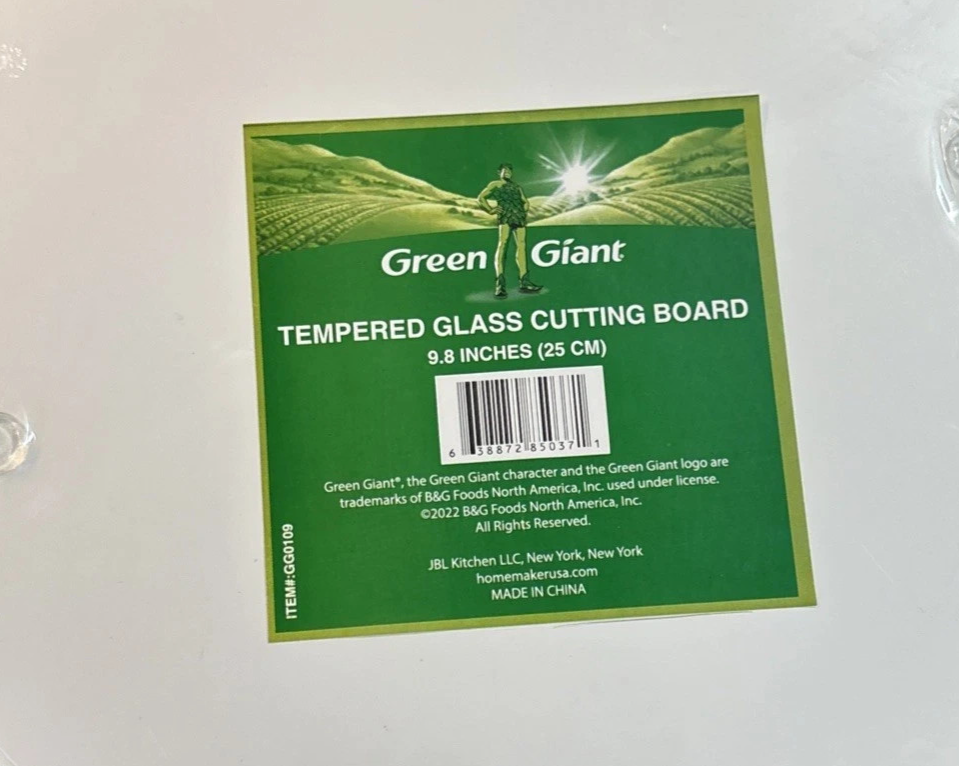 Green Giant
TEMPERED GLASS CUTTING BOARD
9.8 INCHES (25 CM)
6 38872 85037 1
Green Giant®, the Green Giant character and the Green Giant logo are
trademarks of B&G Foods North America, Inc. used under license.
©2022 B&G Foods North America, Inc.
All Rights Reserved.
JBL Kitchen LLC, New York, New York
homemakerusa.com
MADE IN CHINA
ITEM#:GG0109